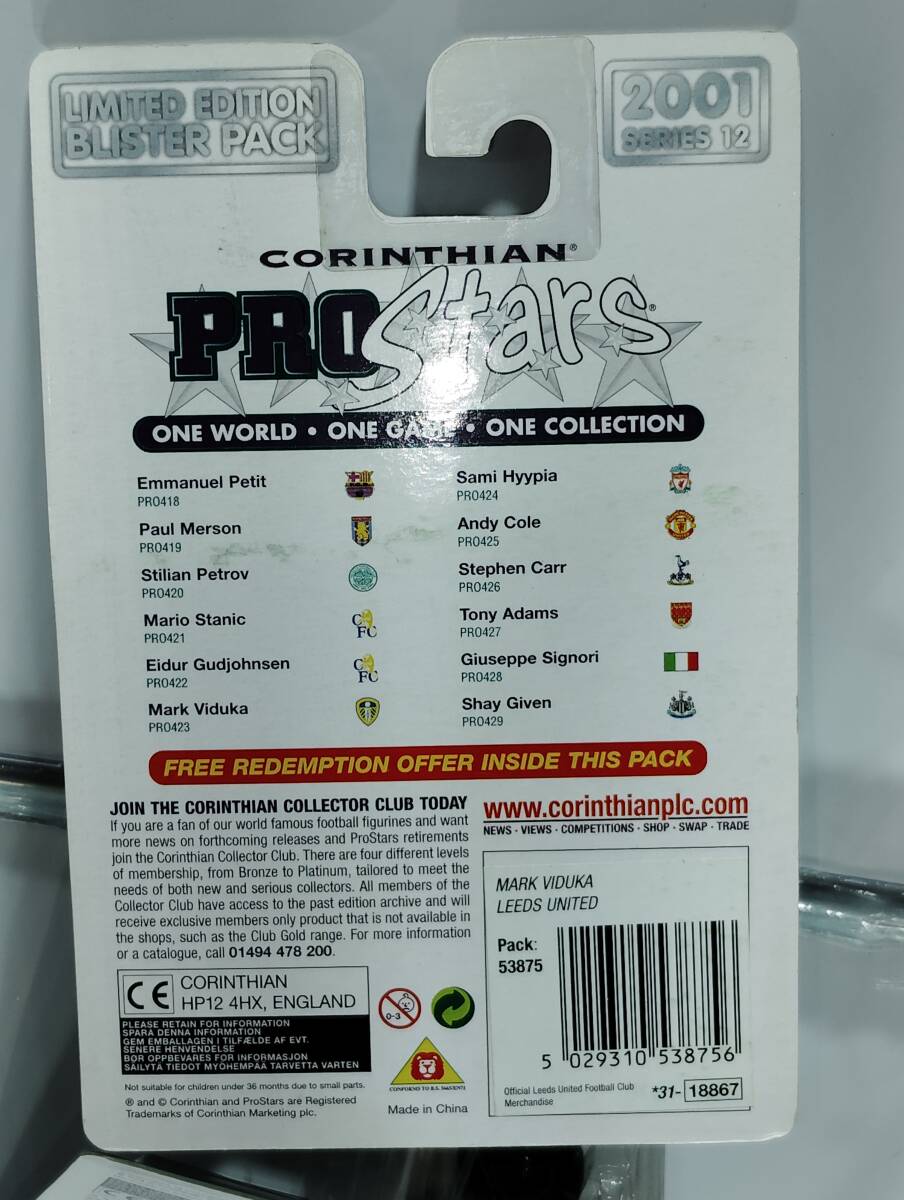 LIMITED EDITION
BLISTER PACK
2001
SERIES 12
CORINTHIAN®
PROStars®
ONE WORLD • ONE GAME • ONE COLLECTION
Emmanuel Petit
PRO418
Paul Merson
PRO419
Stilian Petrov
PRO420
Mario Stanic
PRO421
Eidur Gudjohnsen
PRO422
Mark Viduka
PRO423
Sami Hyypia
PRO424
Andy Cole
PRO425
Stephen Carr
PRO426
Tony Adams
PRO427
Giuseppe Signori
PRO428
Shay Given
PRO429
FREE REDEMPTION OFFER INSIDE THIS PACK
JOIN THE CORINTHIAN COLLECTOR CLUB TODAY
If you are a fan of our world famous football figurines and want
more news on forthcoming releases and ProStars retirements
join the Corinthian Collector Club. There are four different levels
of membership, from Bronze to Platinum, tailored to meet the
needs of both new and serious collectors. All members of the
Collector Club have access to the past edition archive and will
receive exclusive members only product that is not available in
the shops, such as the Club Gold range. For more information
or a catalogue, call 01494 478 200.
www.corinthianplc.com
NEWS - VIEWS - COMPETITIONS - SHOP - SWAP - TRADE
MARK VIDUKA
LEEDS UNITED
Pack:
53875
5 029310 538756
Official Leeds United Football Club
Merchandise
*31- 18867
CE
CORINTHIAN
HP12 4HX, ENGLAND
PLEASE RETAIN FOR INFORMATION
SPARA DENNA INFORMATION
GEM EMBALLAGEN I TILFÆLDE AF EVT.
SENERE HENVENDELSE
BØR OPPBEVARES FOR INFORMASJON
SÄILYTÄ TIEDOT MYÖHEMPÄÄ TARVETTA VARTEN
0-3
CONFORMS TO B.S.
Not suitable for children under 36 months due to small parts.
® and © Corinthian and ProStars are Registered
Trademarks of Corinthian Marketing plc.
Made in China